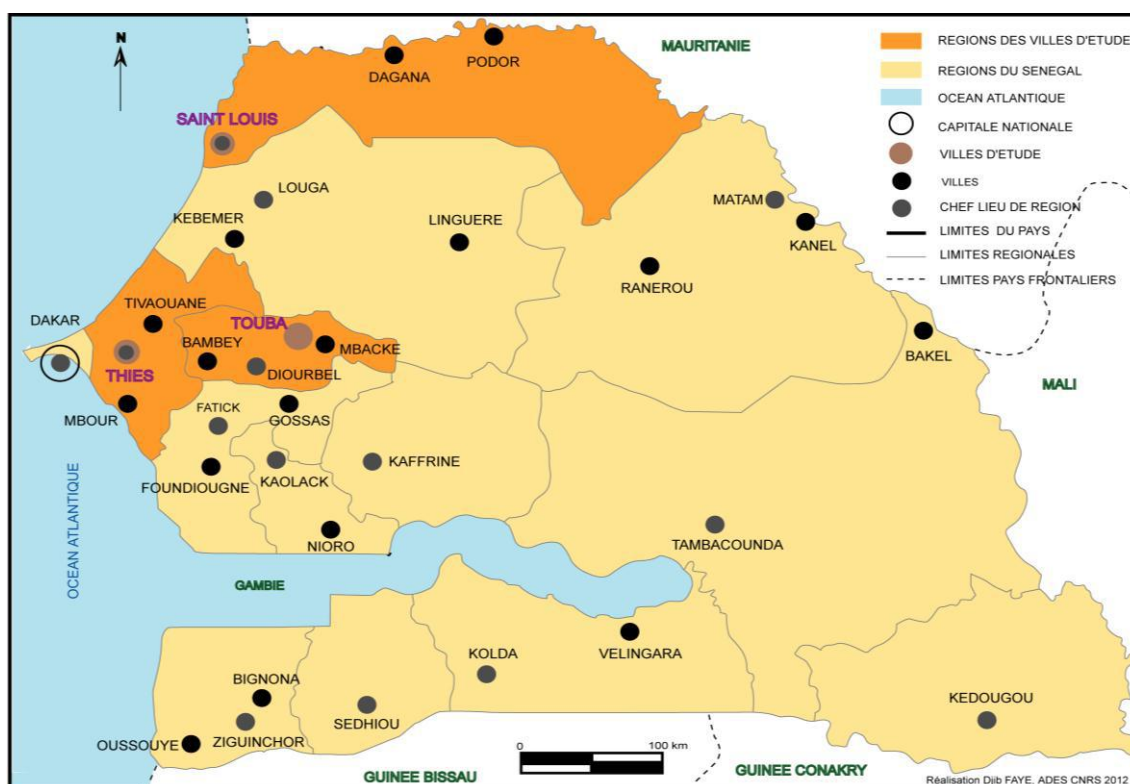 N
MAURITANIE
PODOR
DAGANA
SAINT LOUIS
LOUGA
KEBEMER
LINGUERE
MATAM
KANEL
RANEROU
TIVAOUANE
DAKAR
TOUBA
BAMBEY
MBACKE
BAKEL
THIES
DIOURBEL
MALI
MBOUR
FATICK
GOSSAS
KAFFRINE
FOUNDIOUGNE
KAOLACK
OCEAN ATLANTIQUE
NIORO
TAMBACOUNDA
GAMBIE
VELINGARA
KOLDA
BIGNONA
KEDOUGOU
SEDHIOU
OUSSOUYE
ZIGUINCHOR
0
100 km
GUINEE BISSAU
GUINEE CONAKRY
REGIONS DES VILLES D'ETUDE
REGIONS DU SENEGAL
OCEAN ATLANTIQUE
CAPITALE NATIONALE
VILLES D'ETUDE
VILLES
CHEF LIEU DE REGION
LIMITES DU PAYS
LIMITES REGIONALES
LIMITES PAYS FRONTALIERS
Réalisation Djib FAYE, ADES CNRS 2012